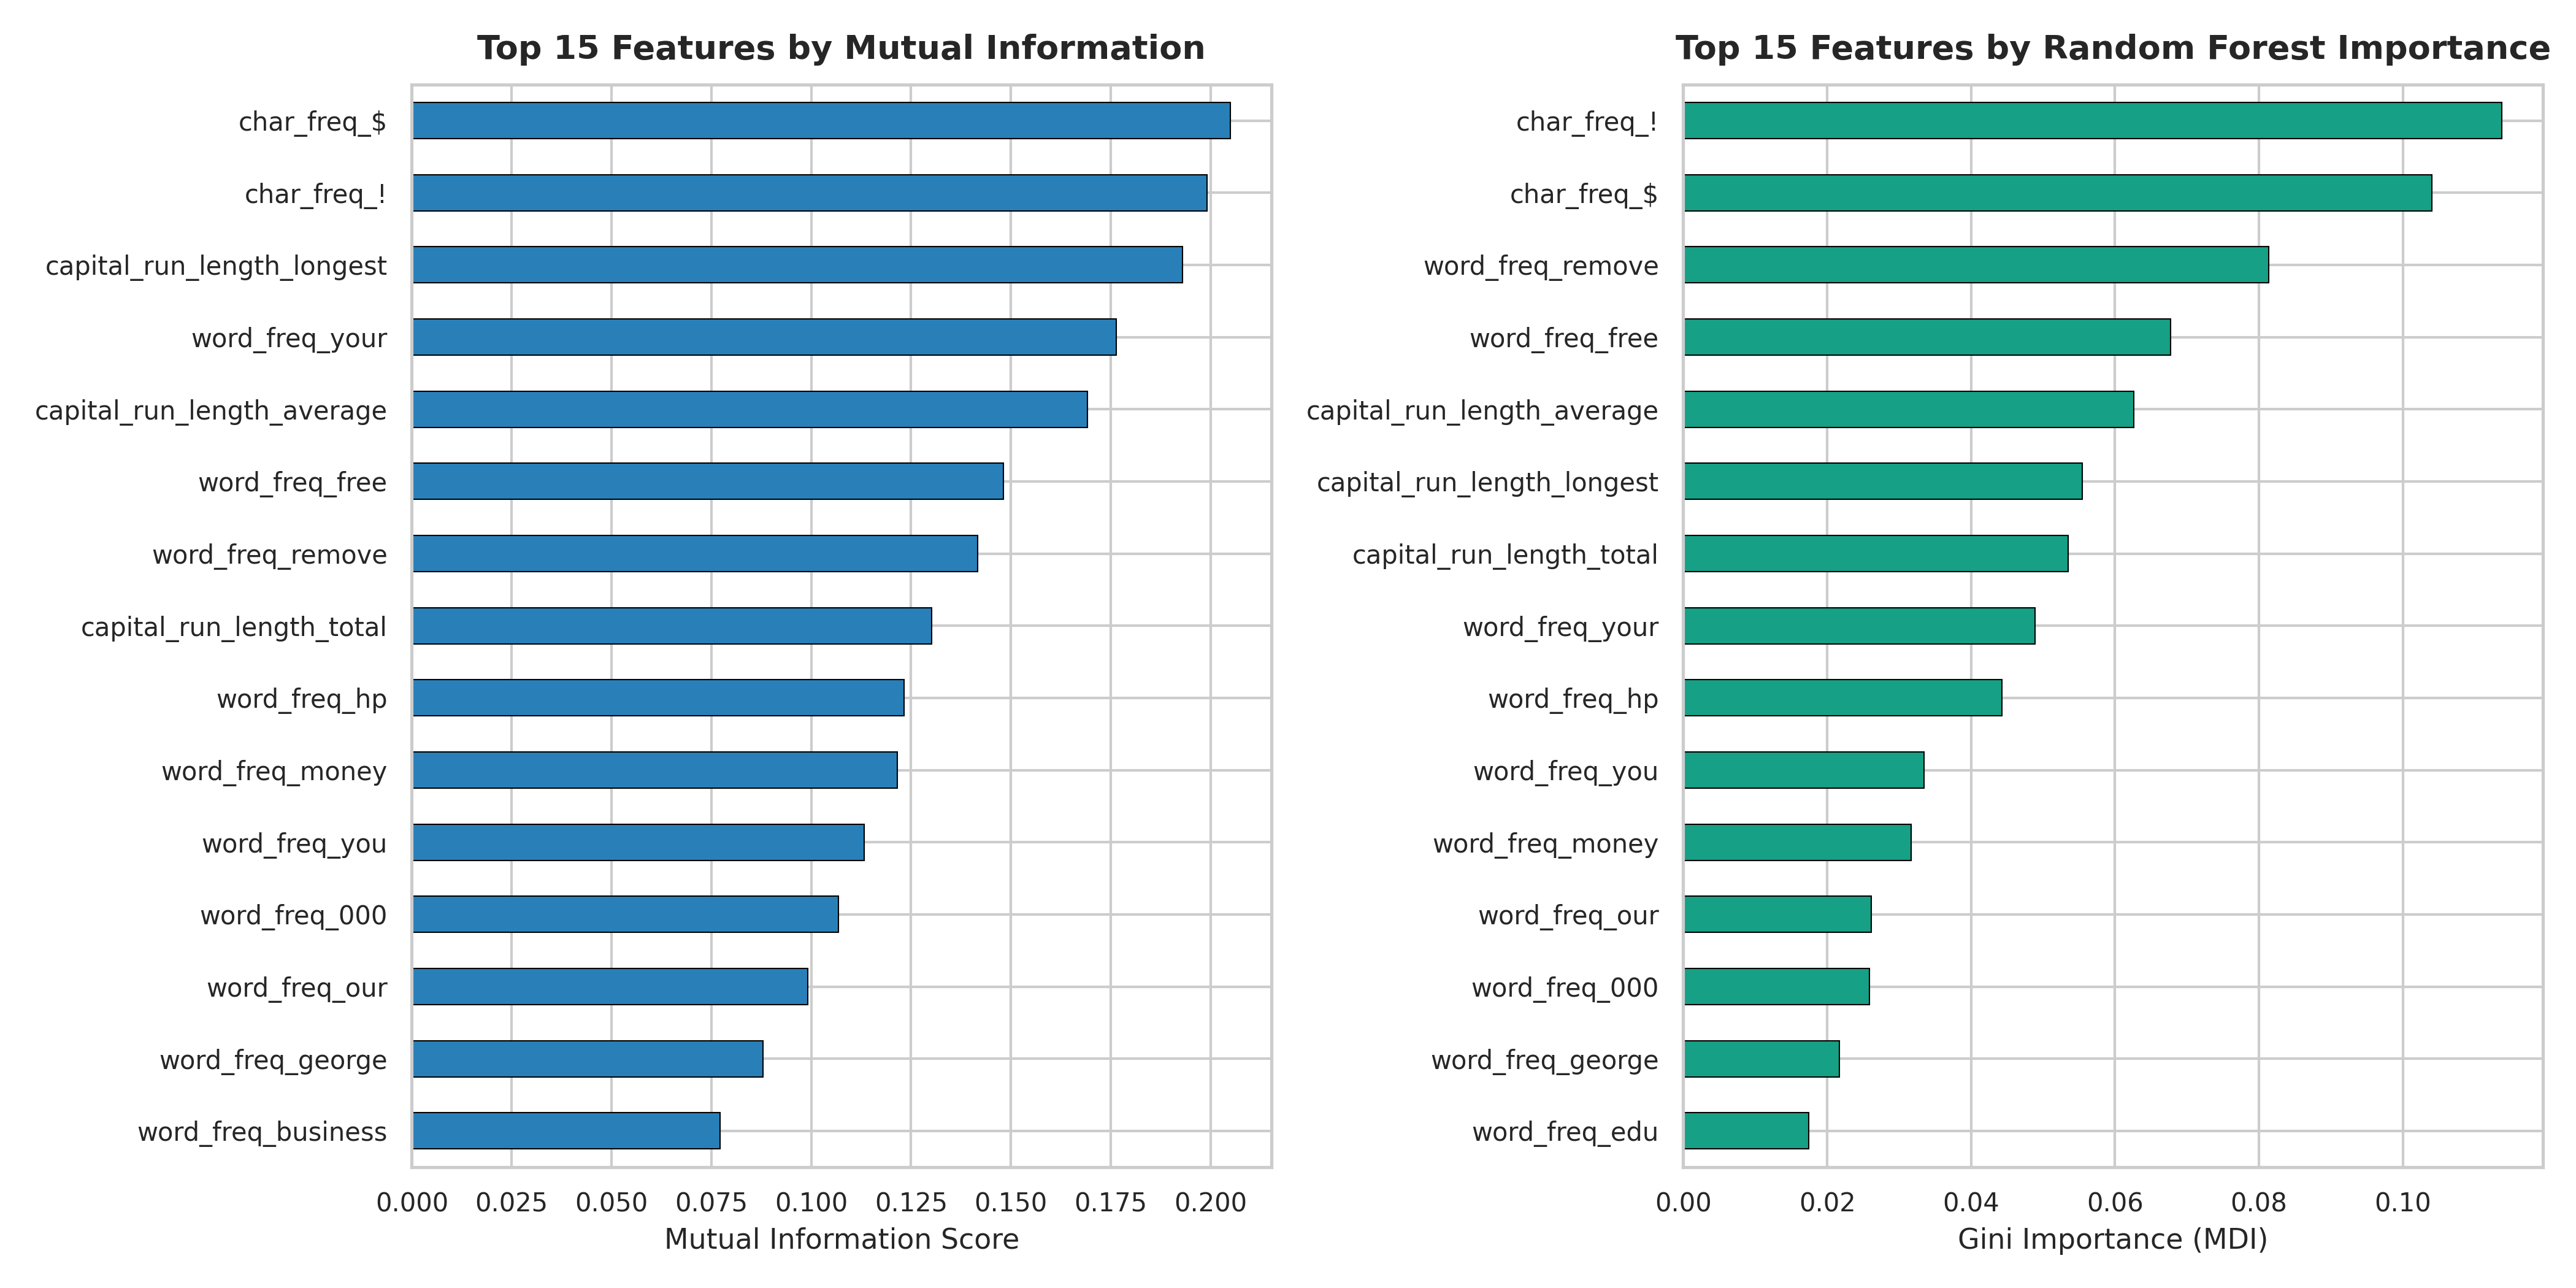 Top 15 Features by Mutual Information
char_freq_$
char_freq_!
capital_run_length_longest
word_freq_your
capital_run_length_average
word_freq_free
word_freq_remove
capital_run_length_total
word_freq_hp
word_freq_money
word_freq_you
word_freq_000
word_freq_our
word_freq_george
word_freq_business
0.000 0.025 0.050 0.075 0.100 0.125 0.150 0.175 0.200
Mutual Information Score
Top 15 Features by Random Forest Importance
char_freq_!
char_freq_$
word_freq_remove
word_freq_free
capital_run_length_average
capital_run_length_longest
capital_run_length_total
word_freq_your
word_freq_hp
word_freq_you
word_freq_money
word_freq_our
word_freq_000
word_freq_george
word_freq_edu
0.00 0.02 0.04 0.06 0.08 0.10
Gini Importance (MDI)